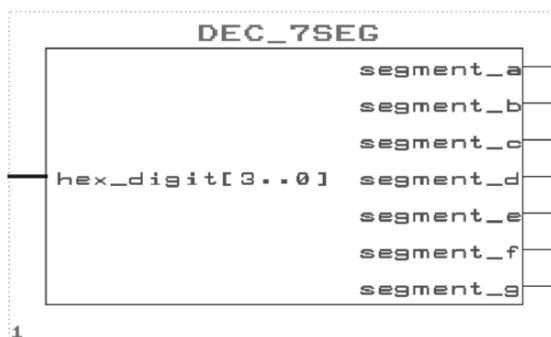 DEC_7SEG
segment_a
segment_b
segment_c
hex_digit[3..0] segment_d
segment_e
segment_f
segment_g
1